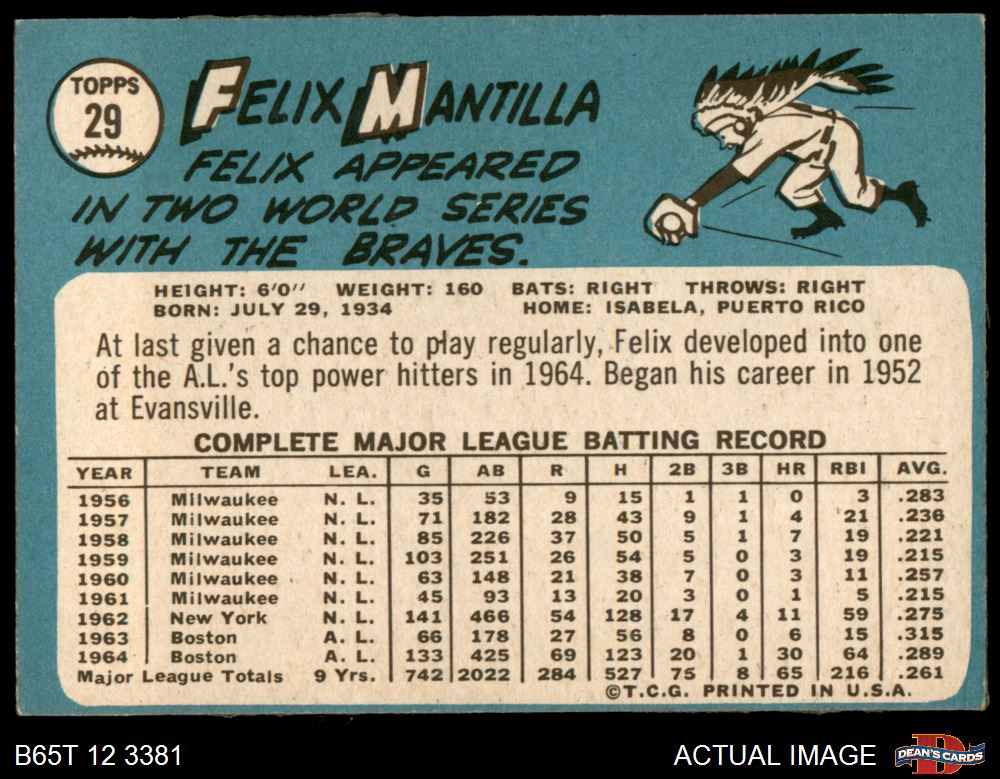 TOPPS
29
FELIX MANTILLA
FELIX APPEARED
IN TWO WORLD SERIES
WITH THE BRAVES.
HEIGHT: 6'0" WEIGHT: 160 BATS: RIGHT THROWS: RIGHT
BORN: JULY 29, 1934 HOME: ISABELA, PUERTO RICO
At last given a chance to play regularly, Felix developed into one
of the A.L.'s top power hitters in 1964. Began his career in 1952
at Evansville.
COMPLETE MAJOR LEAGUE BATTING RECORD
YEAR TEAM LEA. G AB R H 2B 3B HR RBI AVG.
1956 Milwaukee N. L. 35 53 9 15 1 1 0 3 .283
1957 Milwaukee N. L. 71 182 28 43 9 1 4 21 .236
1958 Milwaukee N. L. 85 226 37 50 5 1 7 19 .221
1959 Milwaukee N. L. 103 251 26 54 5 0 3 19 .215
1960 Milwaukee N. L. 63 148 21 38 7 0 3 11 .257
1961 Milwaukee N. L. 45 93 13 20 3 0 1 5 .215
1962 New York N. L. 141 466 54 128 17 4 11 59 .275
1963 Boston A. L. 66 178 27 56 8 0 6 15 .315
1964 Boston A. L. 133 425 69 123 20 1 30 64 .289
Major League Totals 9 Yrs. 742 2022 284 527 75 8 65 216 .261
©T.C.G. PRINTED IN U.S.A.
B65T 12 3381 ACTUAL IMAGE
DEAN'S CARDS